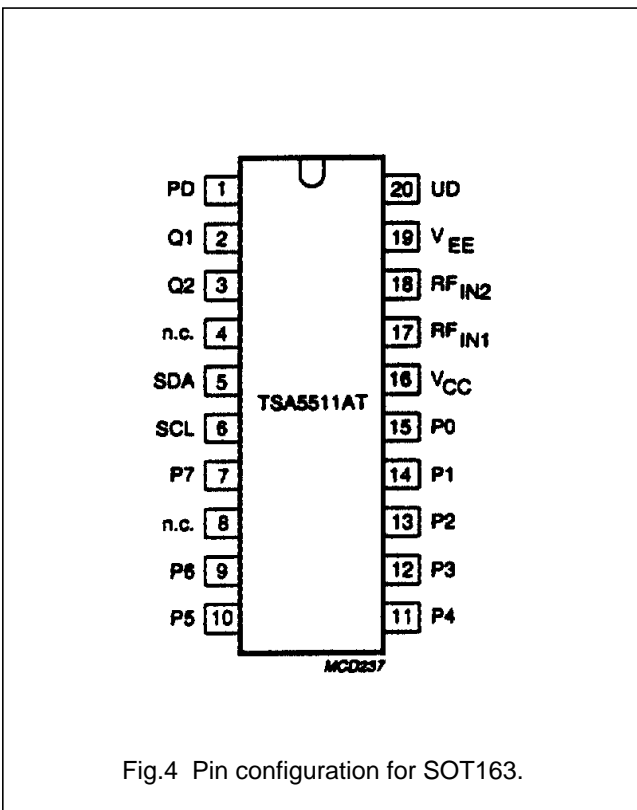 PD 1 20 UD
Q1 2 19 VEE
Q2 3 18 RFIN2
n.c. 4 17 RFIN1
SDA 5 16 VCC
TSA5511AT
SCL 6 15 P0
P7 7 14 P1
n.c. 8 13 P2
P6 9 12 P3
P5 10 11 P4
MCD237
Fig.4 Pin configuration for SOT163.